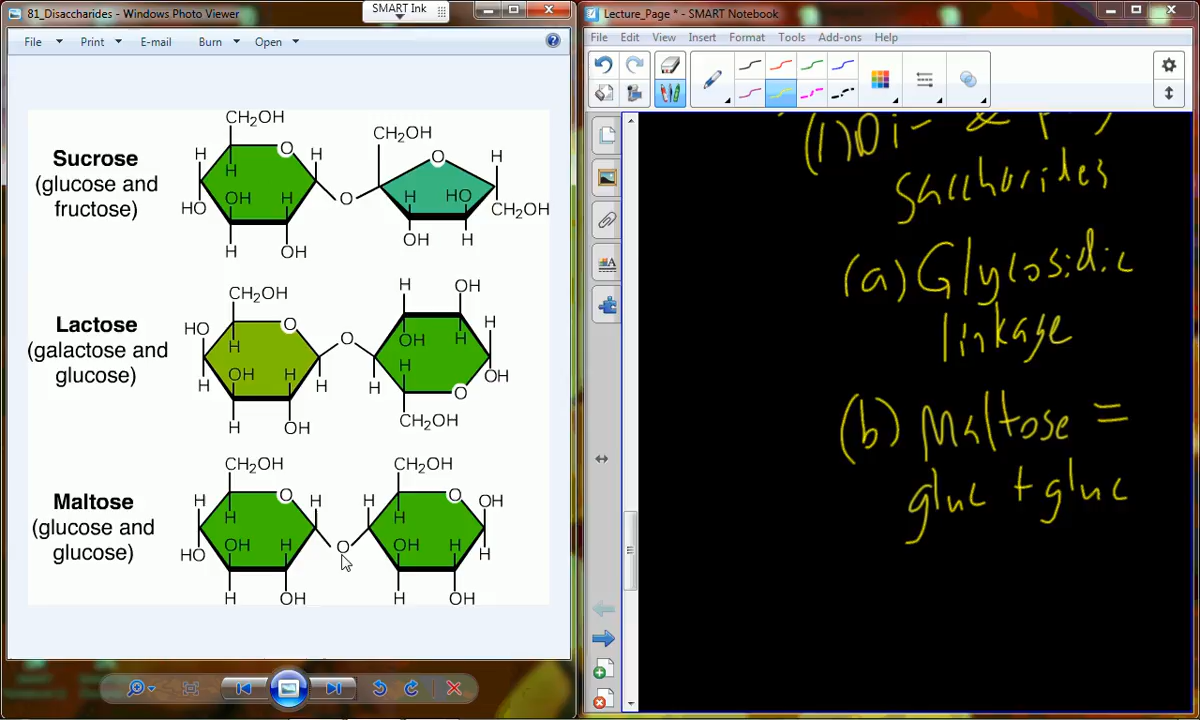 81_Disaccharides - Windows Photo Viewer
SMART Ink
File Print E-mail Burn Open
CH₂OH
CH₂OH
Sucrose
(glucose and
fructose)
H O H O H
H OH H O H HO
HO CH₂OH
H OH OH H
CH₂OH H OH
Lactose
(galactose and
glucose)
HO O O OH H H
H OH H H H H OH
H OH O
CH₂OH
CH₂OH CH₂OH
Maltose
(glucose and
glucose)
H O H H O OH
H H
HO OH H O OH H H
H OH H OH
Lecture_Page * - SMART Notebook
File Edit View Insert Format Tools Add-ons Help
(1) Di- &
saccharides
(a) Glycosidic
linkage
(b) Maltose =
gluc + gluc